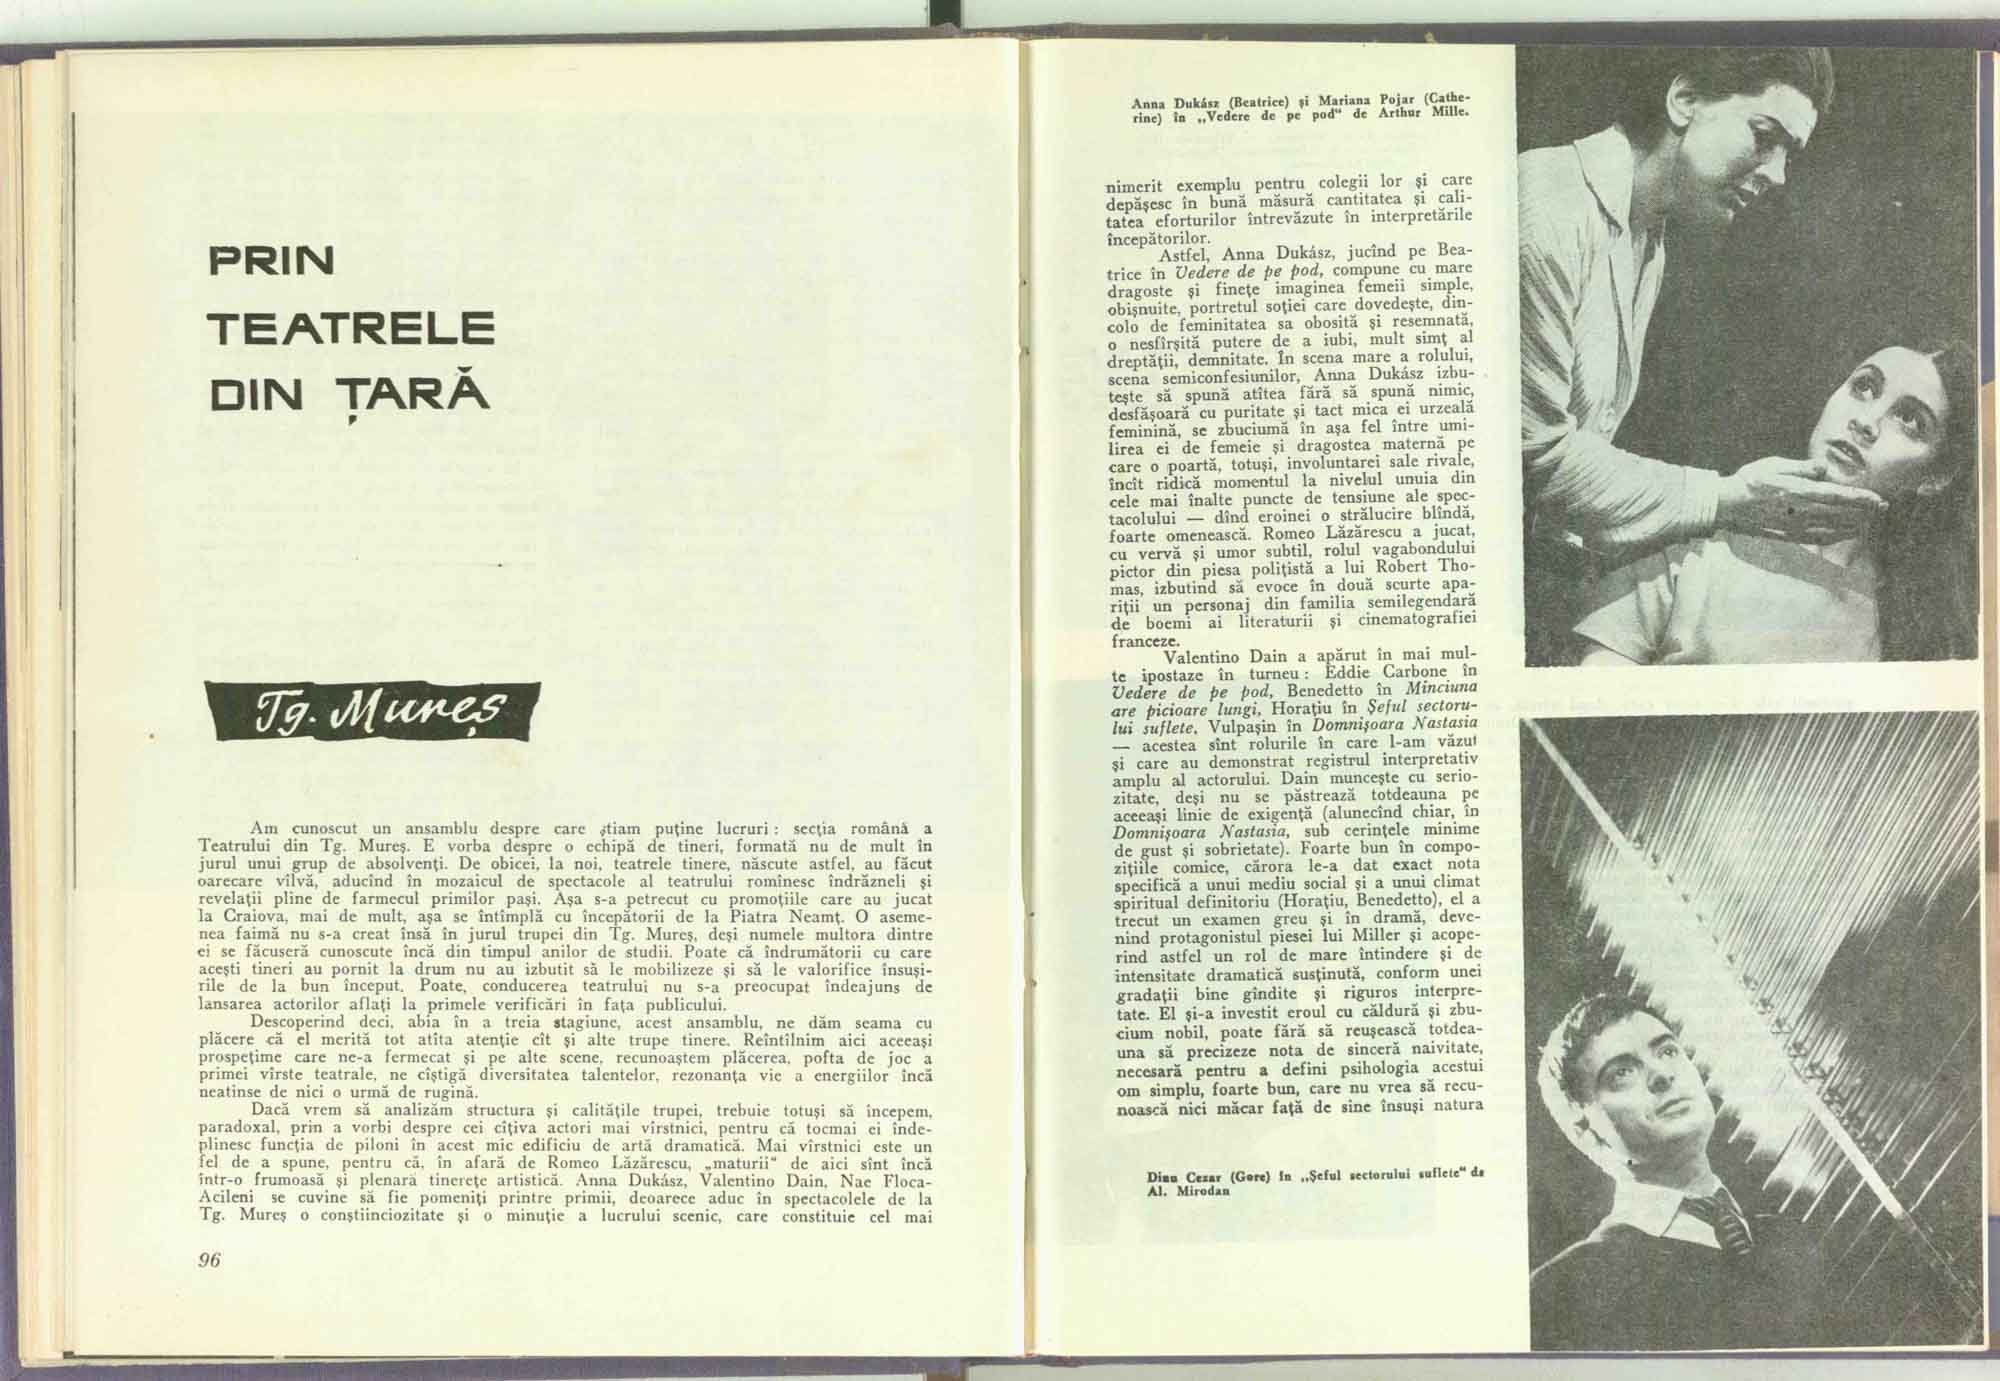 PRIN
TEATRELE
DIN ȚARĂ
Tg. Mureș
Am cunoscut un ansamblu despre care știam puține lucruri : secția română a
Teatrului din Tg. Mureș. E vorba despre o echipă de tineri, formată nu de mult în
jurul unui grup de absolvenți. De obicei, la noi, teatrele tinere, născute astfel, au făcut
oarecare vîlvă, aducînd în mozaicul de spectacole al teatrului romînesc îndrăzneli și
revelații pline de farmecul primilor pași. Așa s-a petrecut cu promoțiile care au jucat
la Craiova, mai de mult, așa se întîmplă cu începătorii de la Piatra Neamț. O aseme-
nea faimă nu s-a creat însă în jurul trupei din Tg. Mureș, deși numele multora dintre
ei se făcuseră cunoscute încă din timpul anilor de studii. Poate că îndrumătorii cu care
acești tineri au pornit la drum nu au izbutit să le mobilizeze și să le valorifice însuși-
rile de la bun început. Poate, conducerea teatrului nu s-a preocupat îndeajuns de
lansarea actorilor aflați la primele verificări în fața publicului.
Descoperind deci, abia în a treia stagiune, acest ansamblu, ne dăm seama cu
plăcere că el merită tot atîta atenție cît și alte trupe tinere. Reîntîlnim aici aceeași
prospețime care ne-a fermecat și pe alte scene, recunoaștem plăcerea, pofta de joc a
primei vîrste teatrale, ne cîștigă diversitatea talentelor, rezonanța vie a energiilor încă
neatinse de nici o urmă de rugină.
Dacă vrem să analizăm structura și calitățile trupei, trebuie totuși să începem,
paradoxal, prin a vorbi despre cei cîțiva actori mai vîrstnici, pentru că tocmai ei înde-
plinesc funcția de piloni în acest mic edificiu de artă dramatică. Mai vîrstnici este un
fel de a spune, pentru că, în afară de Romeo Lăzărescu, „maturii" de aici sînt încă
într-o frumoasă și plenară tinerețe artistică. Anna Dukász, Valentino Dain, Nae Floca-
Acileni se cuvine să fie pomeniți printre primii, deoarece aduc în spectacolele de la
Tg. Mureș o conștiinciozitate și o minuție a lucrului scenic, care constituie cel mai
96
Anna Dukász (Beatrice) și Mariana Pojar (Cathe-
rine) în „Vedere de pe pod" de Arthur Mille.
nimerit exemplu pentru colegii lor și care
depășesc în bună măsură cantitatea și cali-
tatea eforturilor întrevăzute în interpretările
începătorilor.
Astfel, Anna Dukász, jucînd pe Bea-
trice în Vedere de pe pod, compune cu mare
dragoste și finețe imaginea femeii simple,
obișnuite, portretul soției care dovedește, din-
colo de feminitatea sa obosită și resemnată,
o nesfîrșită putere de a iubi, mult simț al
dreptății, demnitate. În scena mare a rolului,
scena semiconfesiunilor, Anna Dukász izbu-
tește să spună atîtea fără să spună nimic,
desfășoară cu puritate și tact mica ei urzeală
feminină, se zbuciumă în așa fel între umi-
lirea ei de femeie și dragostea maternă pe
care o poartă, totuși, involuntarei sale rivale,
încît ridică momentul la nivelul unuia din
cele mai înalte puncte de tensiune ale spec-
tacolului — dînd eroinei o strălucire blîndă,
foarte omenească. Romeo Lăzărescu a jucat,
cu vervă și umor subtil, rolul vagabondului
pictor din piesa polițistă a lui Robert Tho-
mas, izbutind să evoce în două scurte apa-
riții un personaj din familia semilegendară
de boemi ai literaturii și cinematografiei
franceze.
Valentino Dain a apărut în mai mul-
te ipostaze în turneu : Eddie Carbone în
Vedere de pe pod, Benedetto în Minciuna
are picioare lungi, Horațiu în Șeful sectoru-
lui suflete, Vulpașin în Domnișoara Nastasia
— acestea sînt rolurile în care l-am văzut
și care au demonstrat registrul interpretativ
amplu al actorului. Dain muncește cu serio-
zitate, deși nu se păstrează totdeauna pe
aceeași linie de exigență (alunecînd chiar, în
Domnișoara Nastasia, sub cerințele minime
de gust și sobrietate). Foarte bun în compo-
zițiile comice, cărora le-a dat exact nota
specifică a unui mediu social și a unui climat
spiritual definitoriu (Horațiu, Benedetto), el a
trecut un examen greu și în dramă, deve-
nind protagonistul piesei lui Miller și acope-
rind astfel un rol de mare întindere și de
intensitate dramatică susținută, conform unei
gradații bine gîndite și riguros interpre-
tate. El și-a investit eroul cu căldură și zbu-
cium nobil, poate fără să reușească totdea-
una să precizeze nota de sinceră naivitate,
necesară pentru a defini psihologia acestui
om simplu, foarte bun, care nu vrea să recu-
noască nici măcar față de sine însuși natura
Dinu Cezar (Gore) în „Șeful sectorului suflete" de
Al. Mirodan